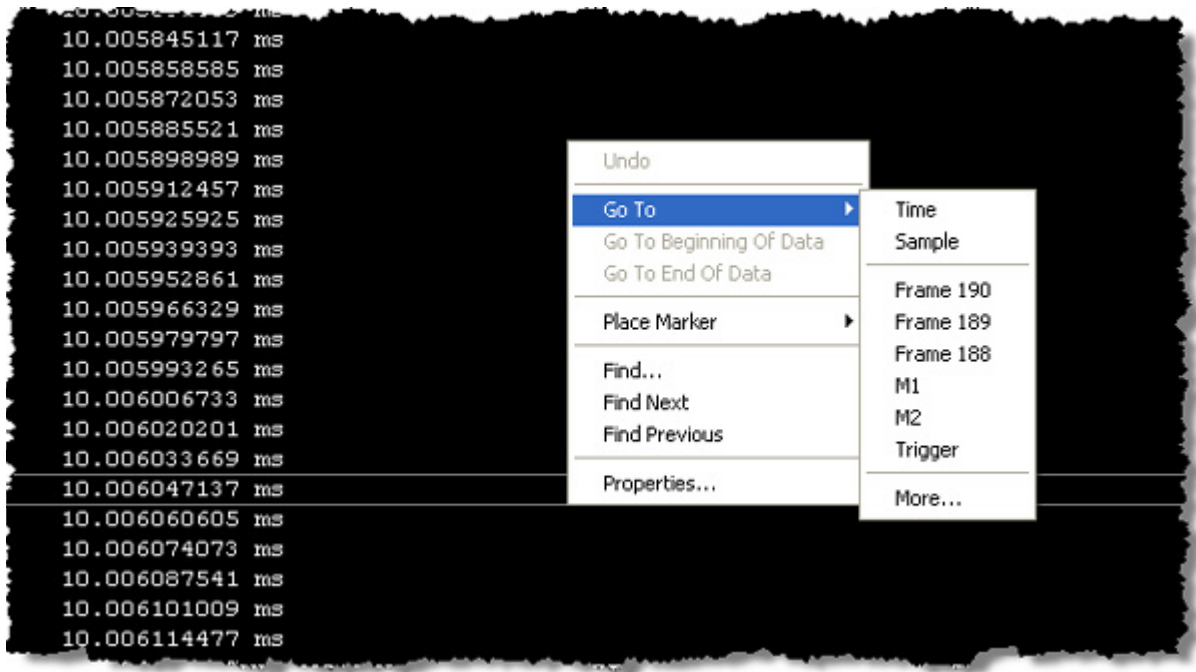 10.005845117 ms
10.005858585 ms
10.005872053 ms
10.005885521 ms
10.005898989 ms
10.005912457 ms
10.005925925 ms
10.005939393 ms
10.005952861 ms
10.005966329 ms
10.005979797 ms
10.005993265 ms
10.006006733 ms
10.006020201 ms
10.006033669 ms
10.006047137 ms
10.006060605 ms
10.006074073 ms
10.006087541 ms
10.006101009 ms
10.006114477 ms
Undo
Go To
Go To Beginning Of Data
Go To End Of Data
Place Marker
Find...
Find Next
Find Previous
Properties...
Time
Sample
Frame 190
Frame 189
Frame 188
M1
M2
Trigger
More...